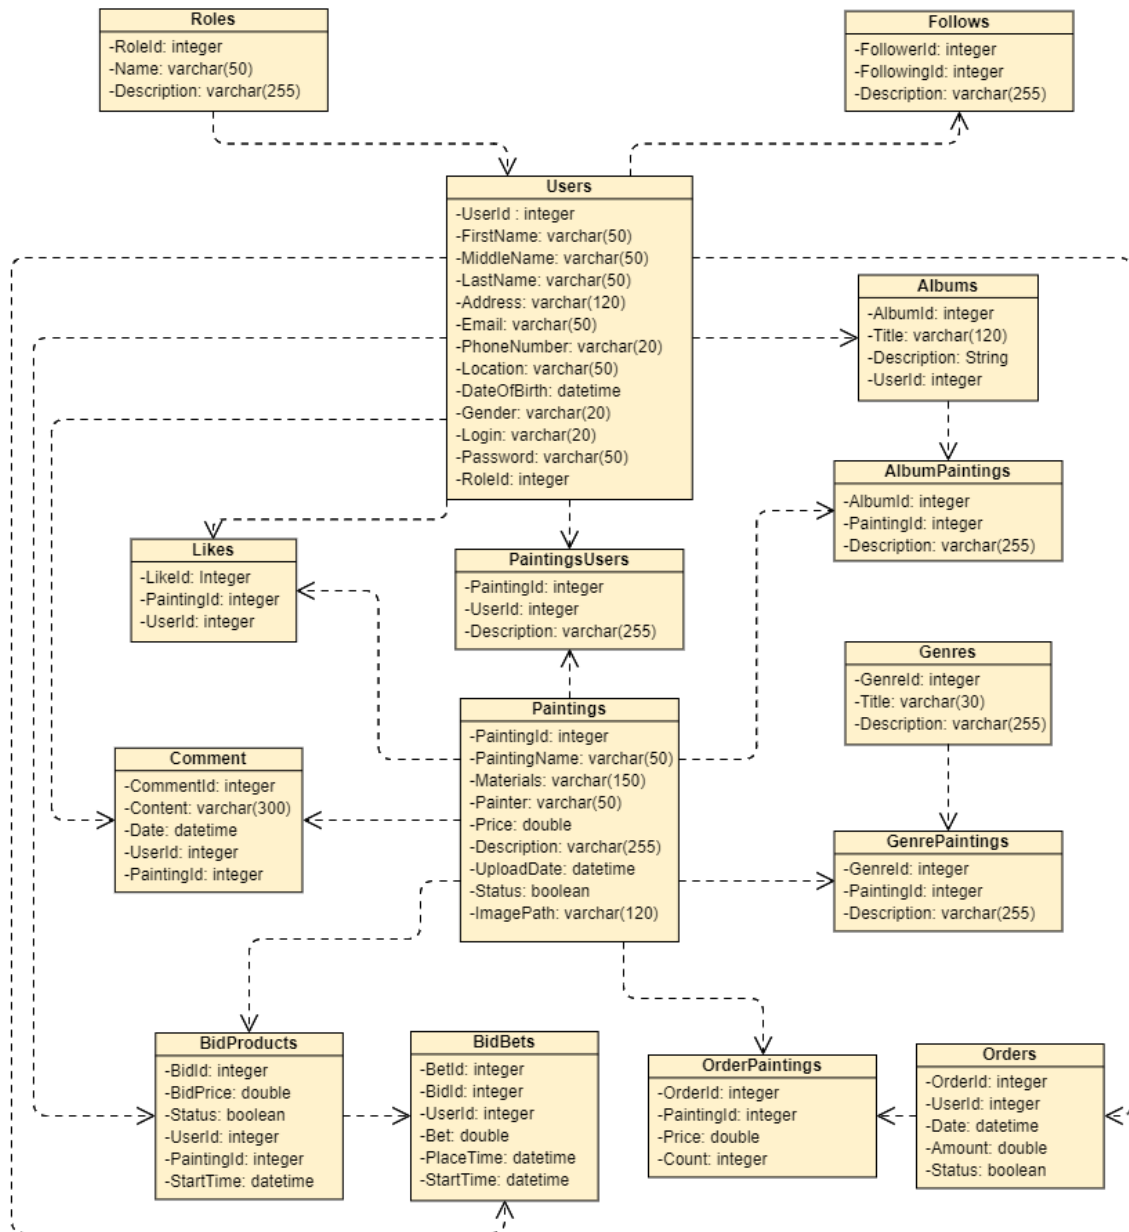 Roles
-RoleId: integer
-Name: varchar(50)
-Description: varchar(255)
Follows
-FollowerId: integer
-FollowingId: integer
-Description: varchar(255)
Users
-UserId : integer
-FirstName: varchar(50)
-MiddleName: varchar(50)
-LastName: varchar(50)
-Address: varchar(120)
-Email: varchar(50)
-PhoneNumber: varchar(20)
-Location: varchar(50)
-DateOfBirth: datetime
-Gender: varchar(20)
-Login: varchar(20)
-Password: varchar(50)
-RoleId: integer
Albums
-AlbumId: integer
-Title: varchar(120)
-Description: String
-UserId: integer
AlbumPaintings
-AlbumId: integer
-PaintingId: integer
-Description: varchar(255)
Likes
-LikeId: Integer
-PaintingId: integer
-UserId: integer
PaintingsUsers
-PaintingId: integer
-UserId: integer
-Description: varchar(255)
Genres
-GenreId: integer
-Title: varchar(30)
-Description: varchar(255)
Paintings
-PaintingId: integer
-PaintingName: varchar(50)
-Materials: varchar(150)
-Painter: varchar(50)
-Price: double
-Description: varchar(255)
-UploadDate: datetime
-Status: boolean
-ImagePath: varchar(120)
Comment
-CommentId: integer
-Content: varchar(300)
-Date: datetime
-UserId: integer
-PaintingId: integer
GenrePaintings
-GenreId: integer
-PaintingId: integer
-Description: varchar(255)
BidProducts
-BidId: integer
-BidPrice: double
-Status: boolean
-UserId: integer
-PaintingId: integer
-StartTime: datetime
BidBets
-BetId: integer
-BidId: integer
-UserId: integer
-Bet: double
-PlaceTime: datetime
-StartTime: datetime
OrderPaintings
-OrderId: integer
-PaintingId: integer
-Price: double
-Count: integer
Orders
-OrderId: integer
-UserId: integer
-Date: datetime
-Amount: double
-Status: boolean